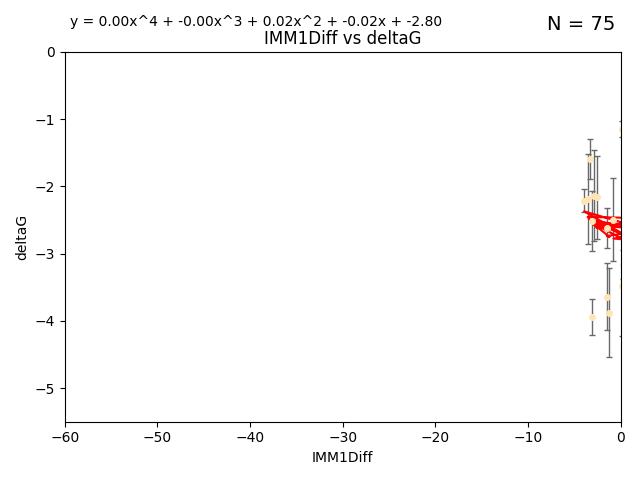 y = 0.00x^4 + -0.00x^3 + 0.02x^2 + -0.02x + -2.80
N = 75
IMM1Diff vs deltaG
0
−1
−2
−3
−4
−5
deltaG
−60 −50 −40 −30 −20 −10 0
IMM1Diff